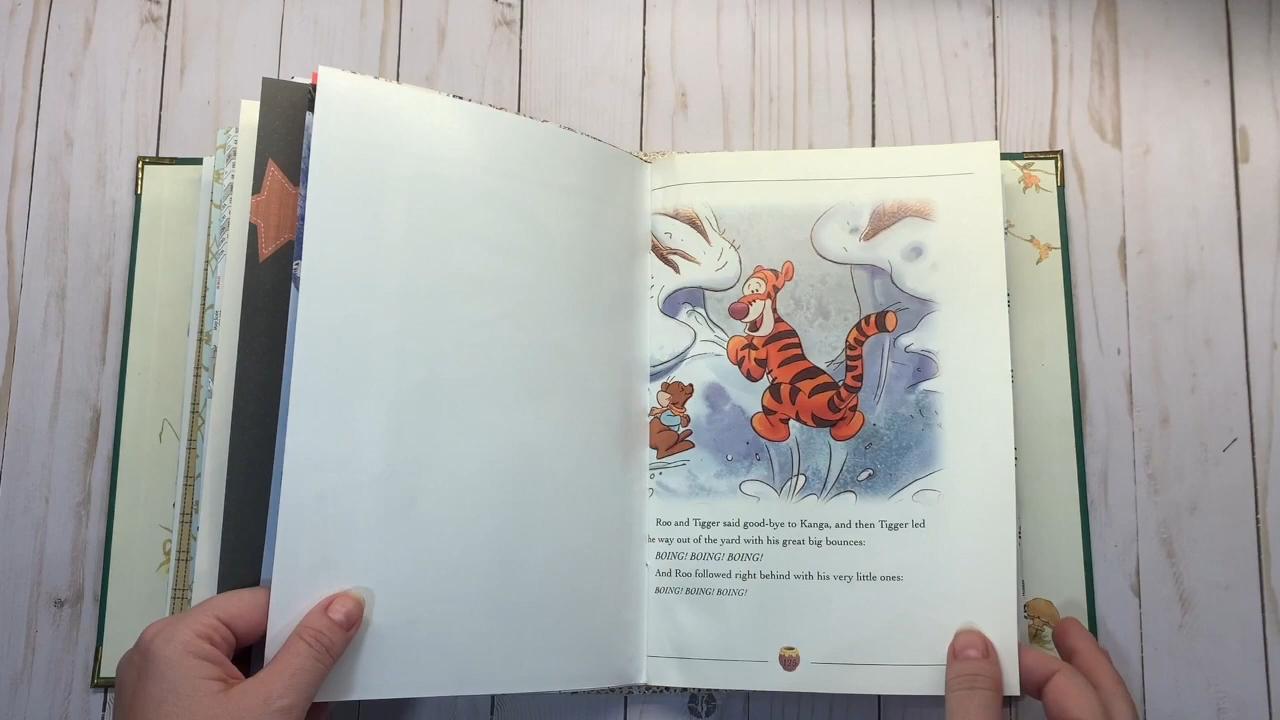 Roo and Tigger said good-bye to Kanga, and then Tigger led
he way out of the yard with his great big bounces:
BOING! BOING! BOING!
And Roo followed right behind with his very little ones:
BOING! BOING! BOING!
125